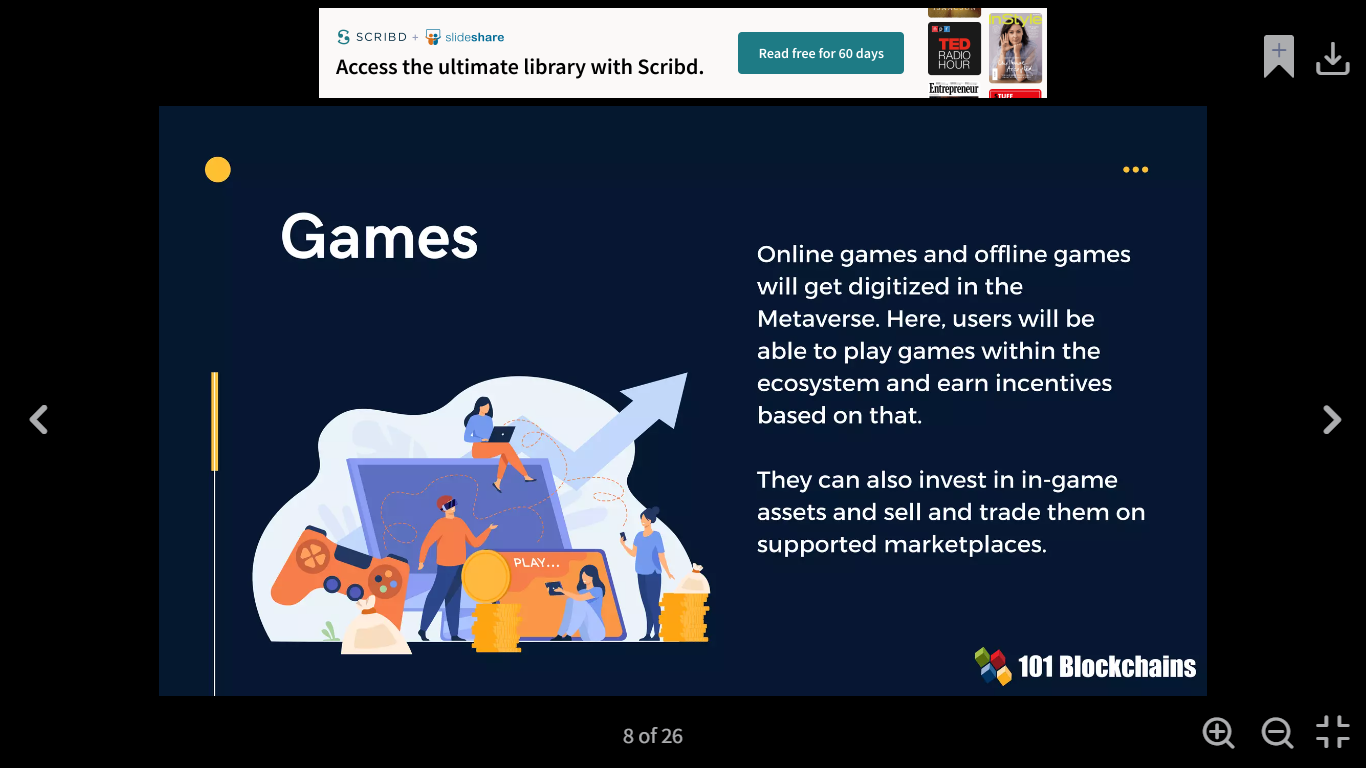 SCRIBD + slideshare
Access the ultimate library with Scribd.
Read free for 60 days
TED
RADIO
HOUR
InStyle
Entrepreneur
Games
Online games and offline games
will get digitized in the
Metaverse. Here, users will be
able to play games within the
ecosystem and earn incentives
based on that.
They can also invest in in-game
assets and sell and trade them on
supported marketplaces.
PLAY...
101 Blockchains
8 of 26